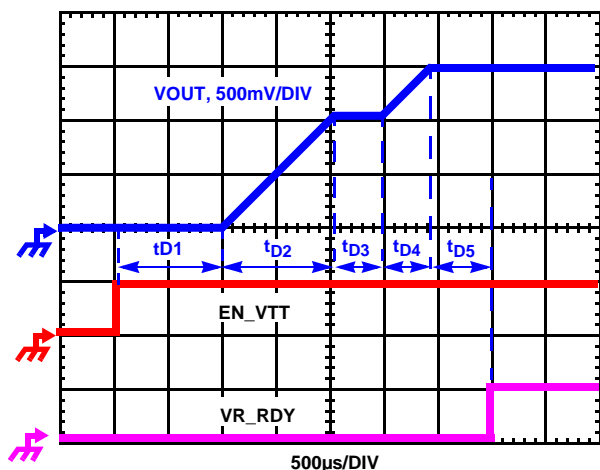 VOUT, 500mV/DIV
tD1
tD2
tD3
tD4
tD5
EN_VTT
VR_RDY
500µs/DIV